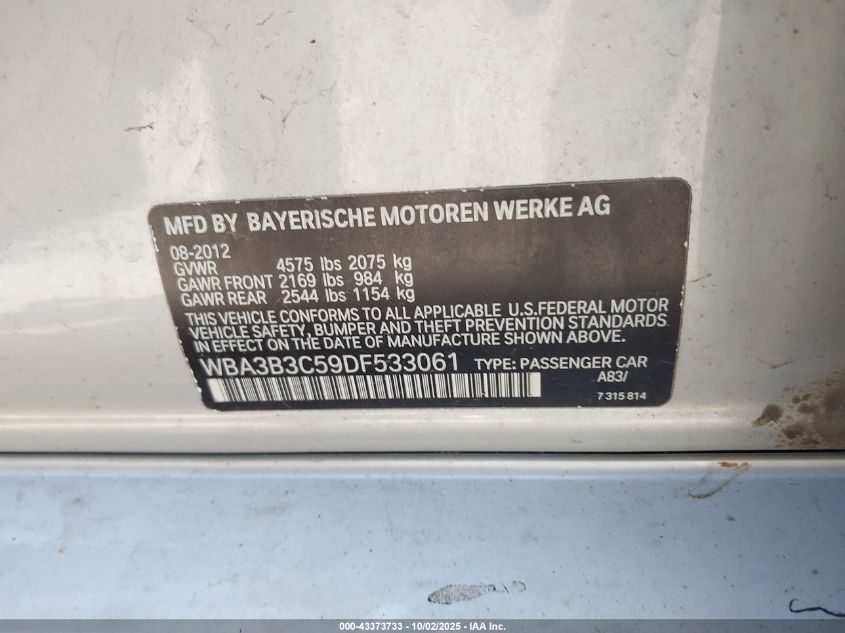 MFD BY BAYERISCHE MOTOREN WERKE AG
08-2012
GVWR 4575 lbs 2075 kg
GAWR FRONT 2169 lbs 984 kg
GAWR REAR 2544 lbs 1154 kg
THIS VEHICLE CONFORMS TO ALL APPLICABLE U.S.FEDERAL MOTOR
VEHICLE SAFETY, BUMPER AND THEFT PREVENTION STANDARDS
IN EFFECT ON THE DATE OF MANUFACTURE SHOWN ABOVE.
WBA3B3C59DF533061 TYPE: PASSENGER CAR
A83/
7 315 814
000-43373733 - 10/02/2025 - IAA Inc.